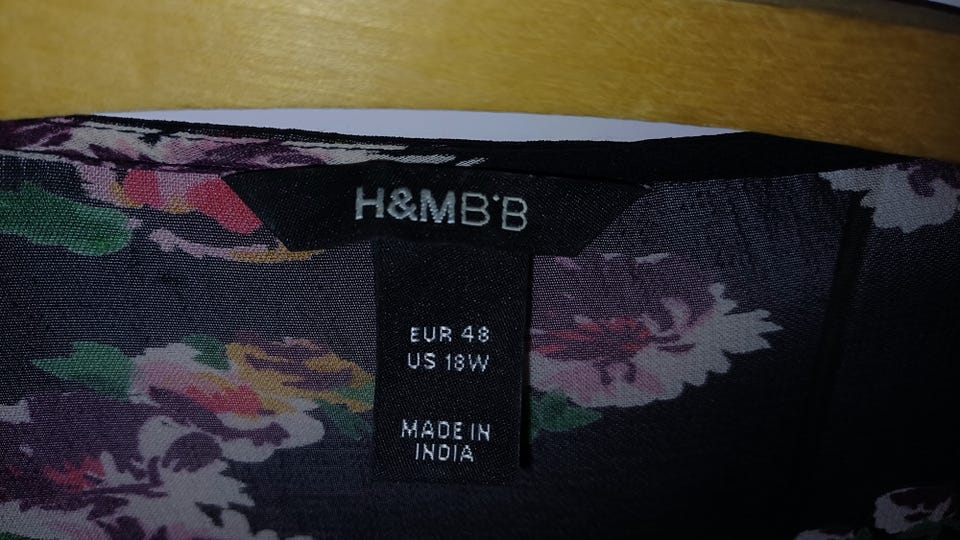 H&MB·B
EUR 48
US 18W
MADE IN
INDIA